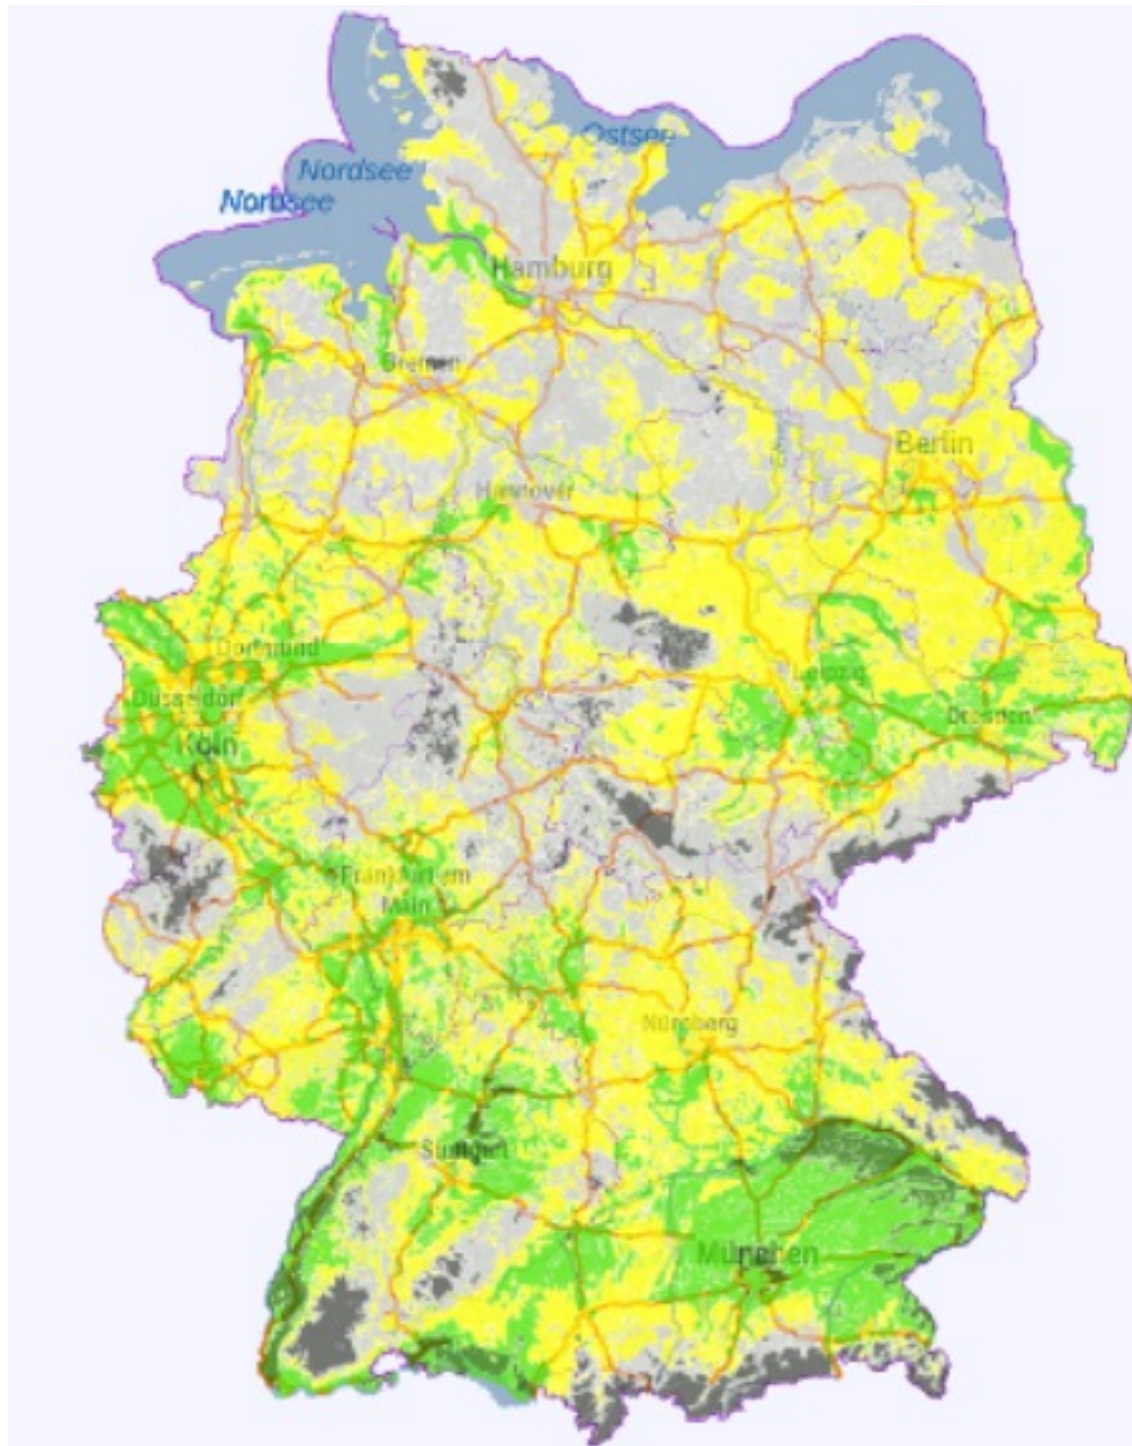 Ostsee
Nordsee
Nordsee
Hamburg
Bremen
Berlin
Hannover
Dortmund
Leipzig
Düsseldorf
Dresden
Köln
Frankfurt am
Main
Nürnberg
Stuttgart
München